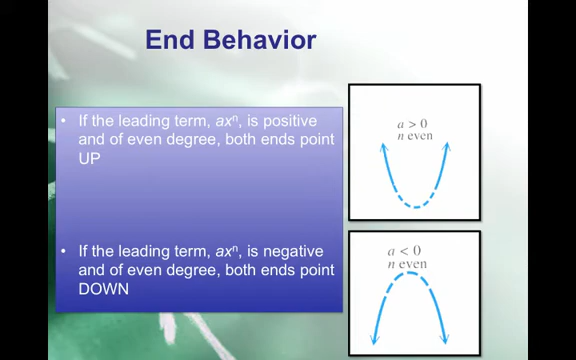 End Behavior
• If the leading term, axⁿ, is positive
and of even degree, both ends point
UP
a > 0
n even
• If the leading term, axⁿ, is negative
and of even degree, both ends point
DOWN
a < 0
n even